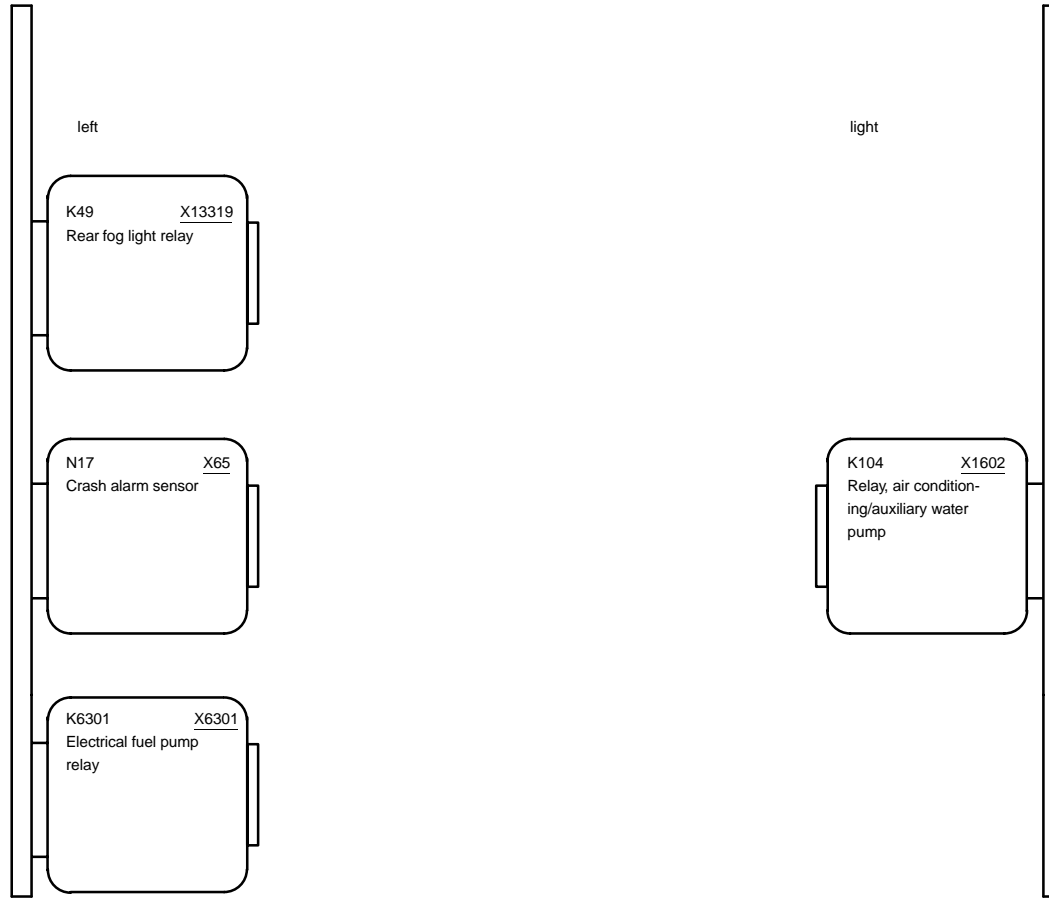 left
light
K49 X13319
Rear fog light relay
N17 X65
Crash alarm sensor
K104 X1602
Relay, air condition-
ing/auxiliary water
pump
K6301 X6301
Electrical fuel pump
relay